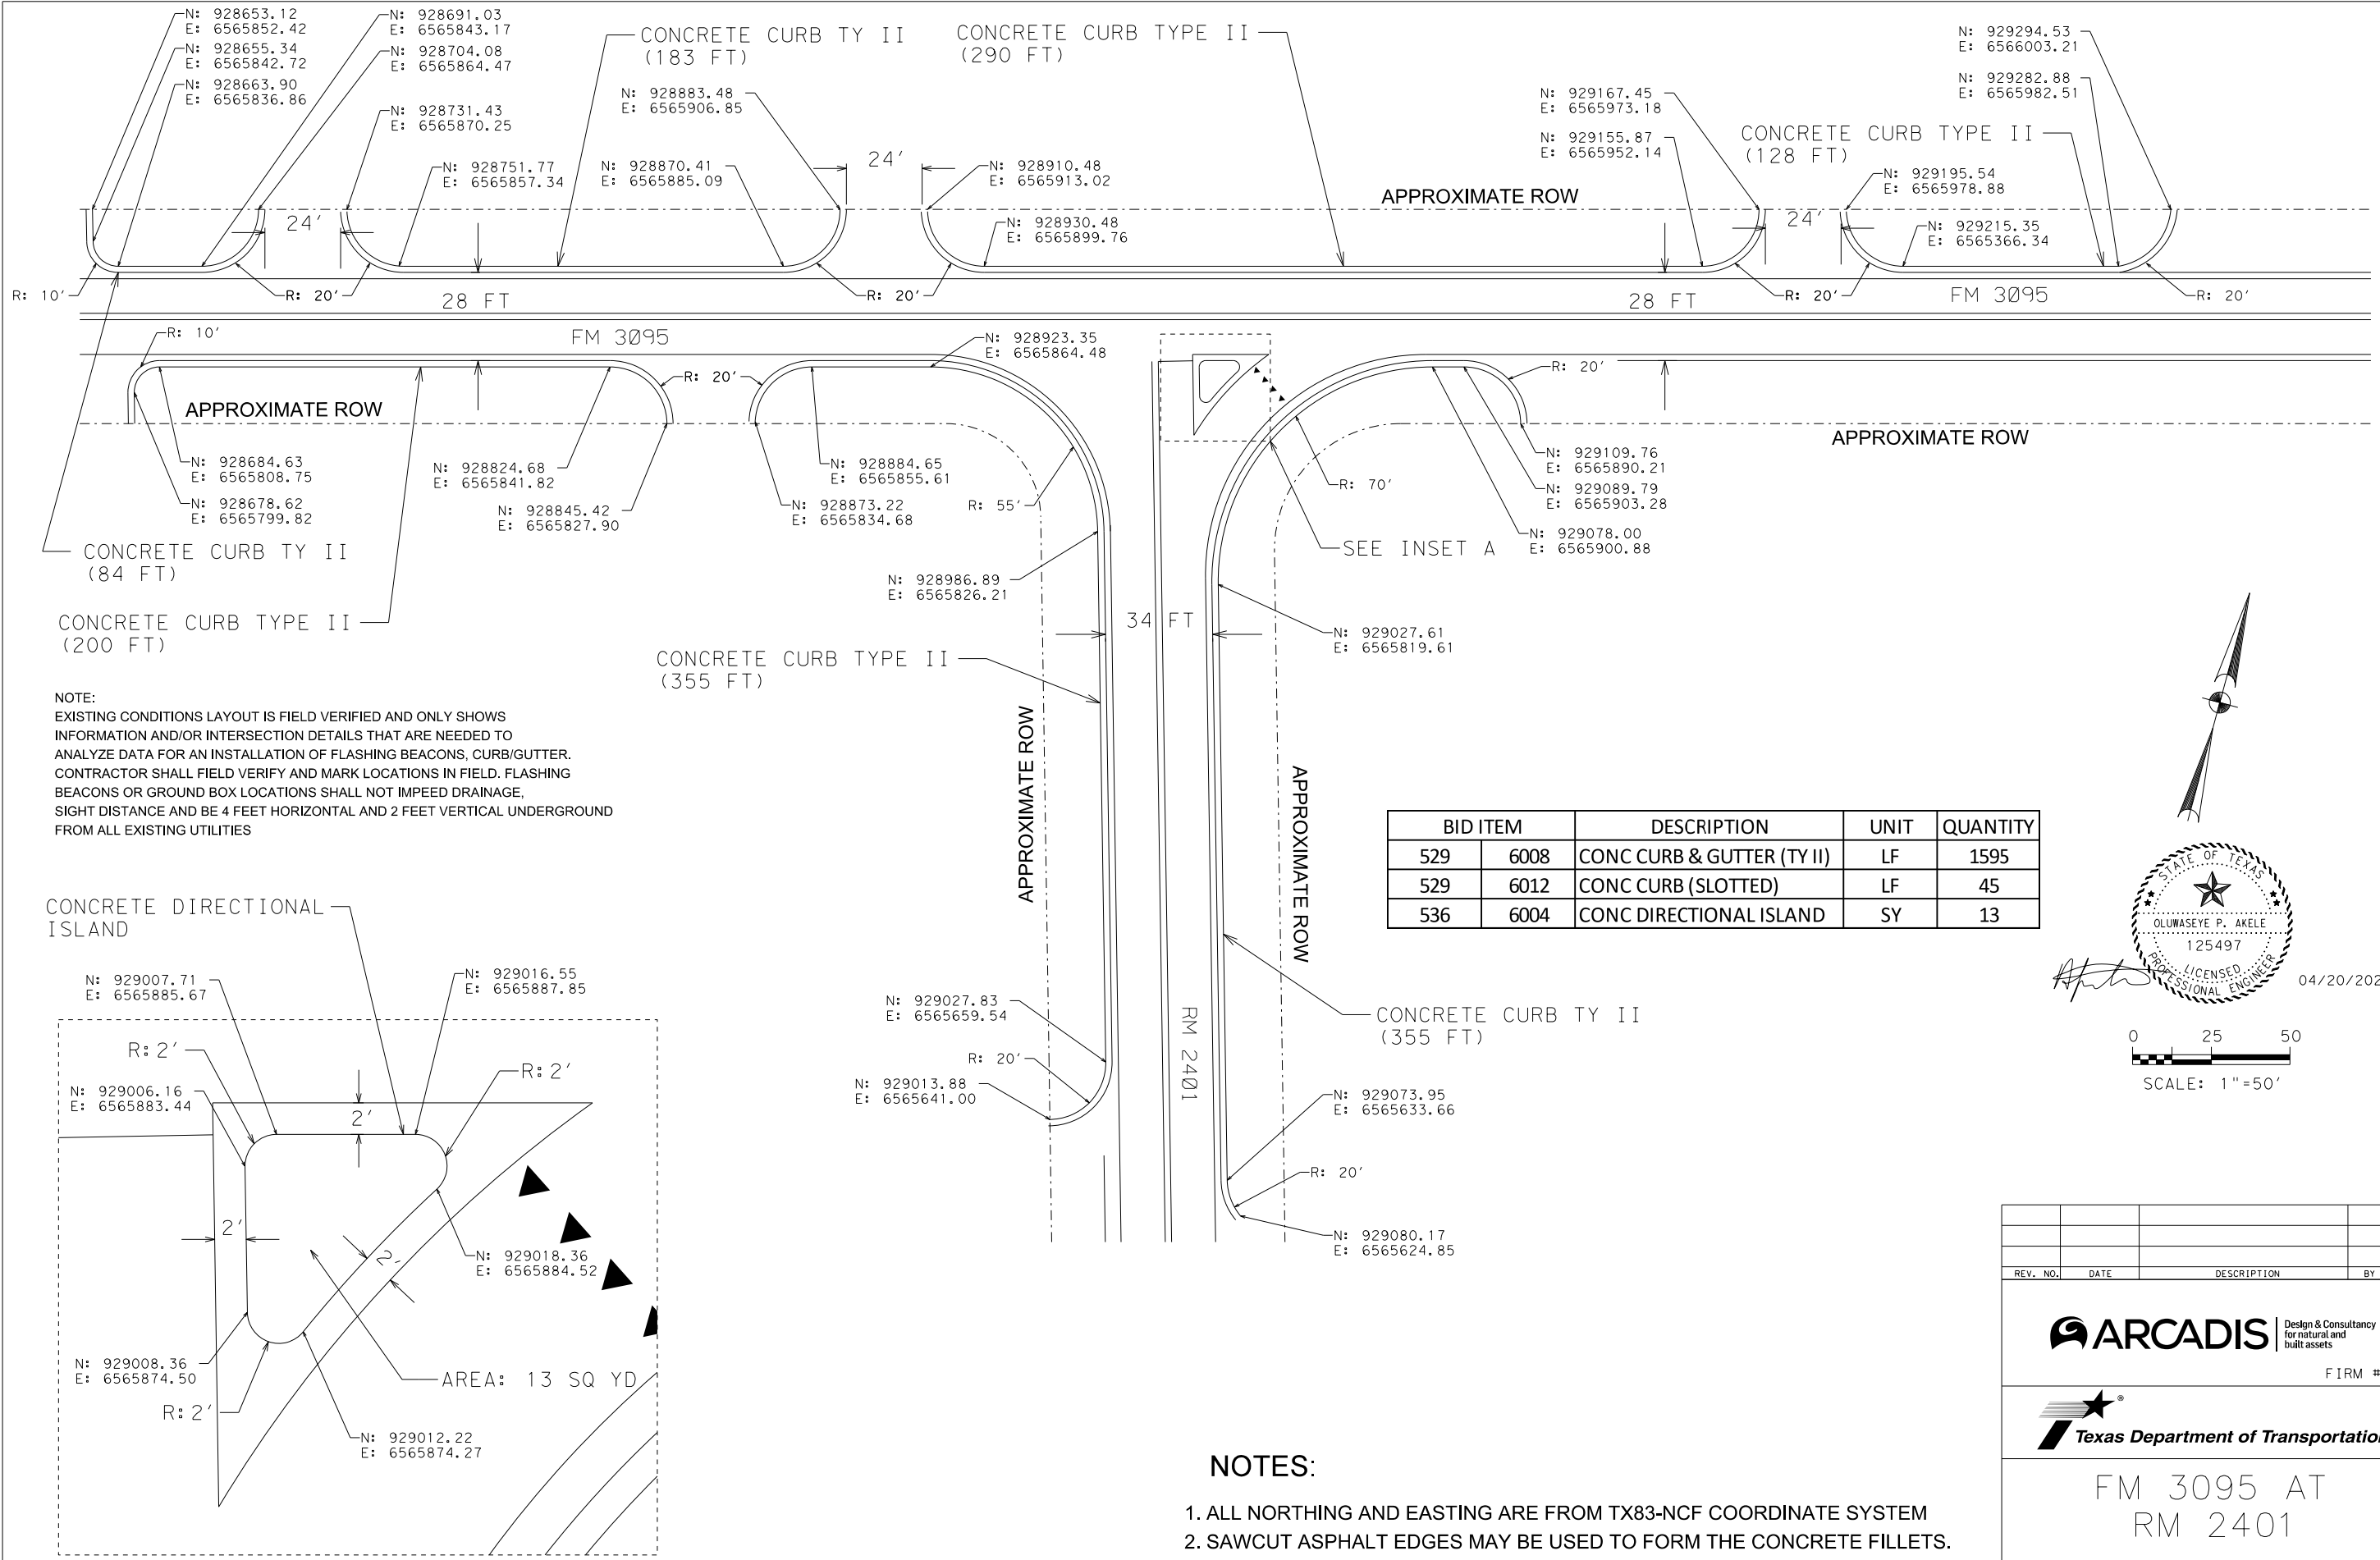 N: 928653.12
E: 6565852.42
N: 928655.34
E: 6565842.72
N: 928663.90
E: 6565836.86
N: 928691.03
E: 6565843.17
N: 928704.08
E: 6565864.47
N: 928731.43
E: 6565870.25
N: 928751.77
E: 6565857.34
CONCRETE CURB TY II
(183 FT)
N: 928883.48
E: 6565906.85
N: 928870.41
E: 6565885.09
CONCRETE CURB TYPE II
(290 FT)
24'
24'
N: 928910.48
E: 6565913.02
N: 928930.48
E: 6565899.76
APPROXIMATE ROW
N: 929167.45
E: 6565973.18
N: 929155.87
E: 6565952.14
CONCRETE CURB TYPE II
(128 FT)
N: 929294.53
E: 6566003.21
N: 929282.88
E: 6565982.51
N: 929195.54
E: 6565978.88
24'
N: 929215.35
E: 6565366.34
R: 10'
R: 20'
28 FT
R: 20'
28 FT
R: 20'
FM 3095
R: 20'
R: 10'
FM 3095
N: 928923.35
E: 6565864.48
R: 20'
R: 20'
APPROXIMATE ROW
APPROXIMATE ROW
N: 928684.63
E: 6565808.75
N: 928678.62
E: 6565799.82
N: 928824.68
E: 6565841.82
N: 928845.42
E: 6565827.90
N: 928884.65
E: 6565855.61
N: 928873.22
E: 6565834.68
R: 55'
R: 70'
N: 929109.76
E: 6565890.21
N: 929089.79
E: 6565903.28
N: 929078.00
E: 6565900.88
SEE INSET A
CONCRETE CURB TY II
(84 FT)
CONCRETE CURB TYPE II
(200 FT)
N: 928986.89
E: 6565826.21
34 FT
N: 929027.61
E: 6565819.61
CONCRETE CURB TYPE II
(355 FT)
NOTE:
EXISTING CONDITIONS LAYOUT IS FIELD VERIFIED AND ONLY SHOWS
INFORMATION AND/OR INTERSECTION DETAILS THAT ARE NEEDED TO
ANALYZE DATA FOR AN INSTALLATION OF FLASHING BEACONS, CURB/GUTTER.
CONTRACTOR SHALL FIELD VERIFY AND MARK LOCATIONS IN FIELD. FLASHING
BEACONS OR GROUND BOX LOCATIONS SHALL NOT IMPEED DRAINAGE,
SIGHT DISTANCE AND BE 4 FEET HORIZONTAL AND 2 FEET VERTICAL UNDERGROUND
FROM ALL EXISTING UTILITIES
APPROXIMATE ROW
APPROXIMATE ROW
BID ITEM DESCRIPTION UNIT QUANTITY
529 6008 CONC CURB & GUTTER (TY II) LF 1595
529 6012 CONC CURB (SLOTTED) LF 45
536 6004 CONC DIRECTIONAL ISLAND SY 13
STATE OF TEXAS
OLUWASEYE P. AKELE
125497
LICENSED
PROFESSIONAL ENGINEER
04/20/202
0 25 50
SCALE: 1"=50'
CONCRETE DIRECTIONAL
ISLAND
N: 929007.71
E: 6565885.67
N: 929016.55
E: 6565887.85
R: 2'
R: 2'
N: 929006.16
E: 6565883.44
2'
2'
2'
N: 929018.36
E: 6565884.52
N: 929008.36
E: 6565874.50
R: 2'
AREA: 13 SQ YD
N: 929012.22
E: 6565874.27
N: 929027.83
E: 6565659.54
R: 20'
N: 929013.88
E: 6565641.00
RM 2401
CONCRETE CURB TY II
(355 FT)
N: 929073.95
E: 6565633.66
R: 20'
N: 929080.17
E: 6565624.85
NOTES:
1. ALL NORTHING AND EASTING ARE FROM TX83-NCF COORDINATE SYSTEM
2. SAWCUT ASPHALT EDGES MAY BE USED TO FORM THE CONCRETE FILLETS.
REV. NO. DATE DESCRIPTION BY
ARCADIS
Design & Consultancy
for natural and
built assets
FIRM #
®
Texas Department of Transportation
FM 3095 AT
RM 2401